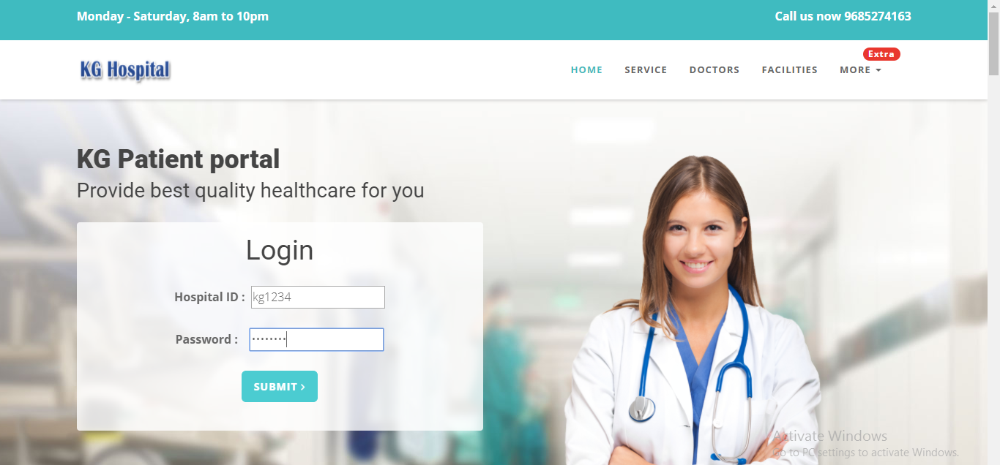 Monday - Saturday, 8am to 10pm
Call us now 9685274163
Extra
KG Hospital
HOME SERVICE DOCTORS FACILITIES MORE
KG Patient portal
Provide best quality healthcare for you
Login
Hospital ID : kg1234
Password : ••••••••
SUBMIT ›
Activate Windows
Go to PC settings to activate Windows.